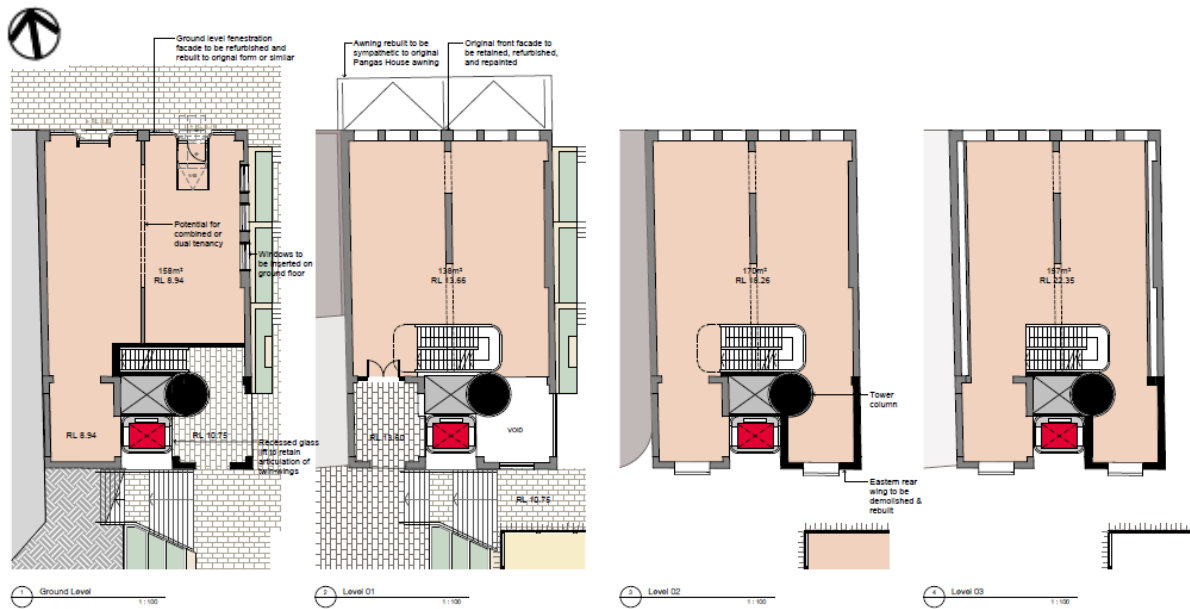 Ground level fenestration
facade to be refurbished and
rebuilt to orignal form or similar
Potential for
combined or
dual tenancy
158m²
RL 8.94
Windows to
be inserted on
ground floor
RL 8.94
RL 10.75
Recessed glass
lift to retain
articulation of
twin-wings
1
Ground Level
1 : 100
Awning rebuilt to be
sympathetic to original
Pangas House awning
Original front facade to
be retained, refurbished,
and repainted
138m²
RL 13.66
RL 13.60
VOID
RL 10.75
2
Level 01
1 : 100
170m²
RL 18.26
Tower
column
Eastern rear
wing to be
demolished &
rebuilt
3
Level 02
1 : 100
RL 22.35
4
Level 03
1 : 100